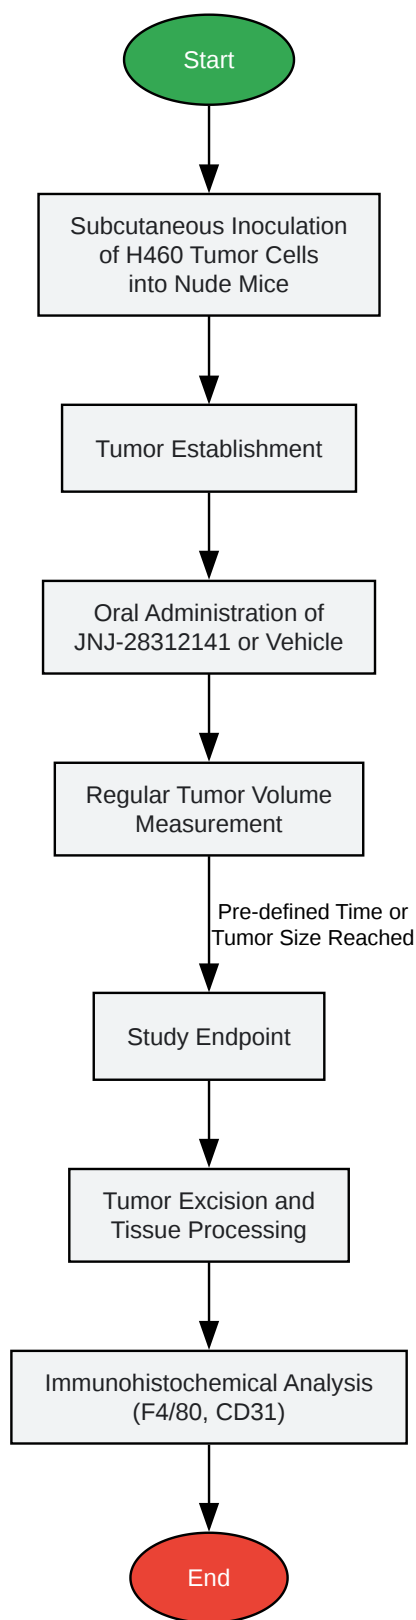 Start
Subcutaneous Inoculation
of H460 Tumor Cells
into Nude Mice
Tumor Establishment
Oral Administration of
JNJ-28312141 or Vehicle
Regular Tumor Volume
Measurement
Pre-defined Time or
Tumor Size Reached
Study Endpoint
Tumor Excision and
Tissue Processing
Immunohistochemical Analysis
(F4/80, CD31)
End